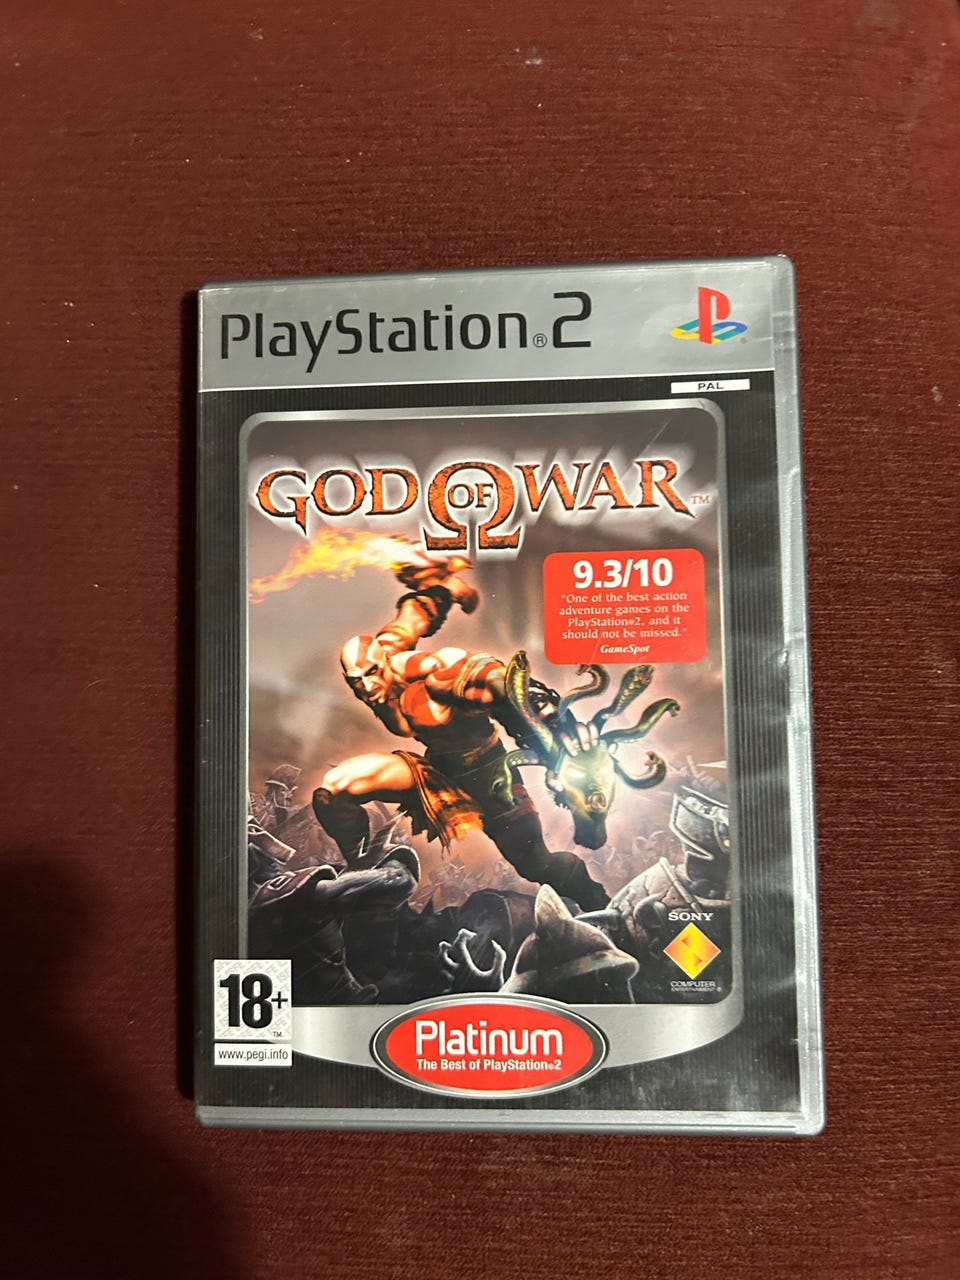 PlayStation®2
PAL
GOD OF WAR™
9.3/10
"One of the best action
adventure games on the
PlayStation®2, and it
should not be missed."
GameSpot
SONY
COMPUTER
ENTERTAINMENT®
18+
TM
www.pegi.info
Platinum
The Best of PlayStation®2